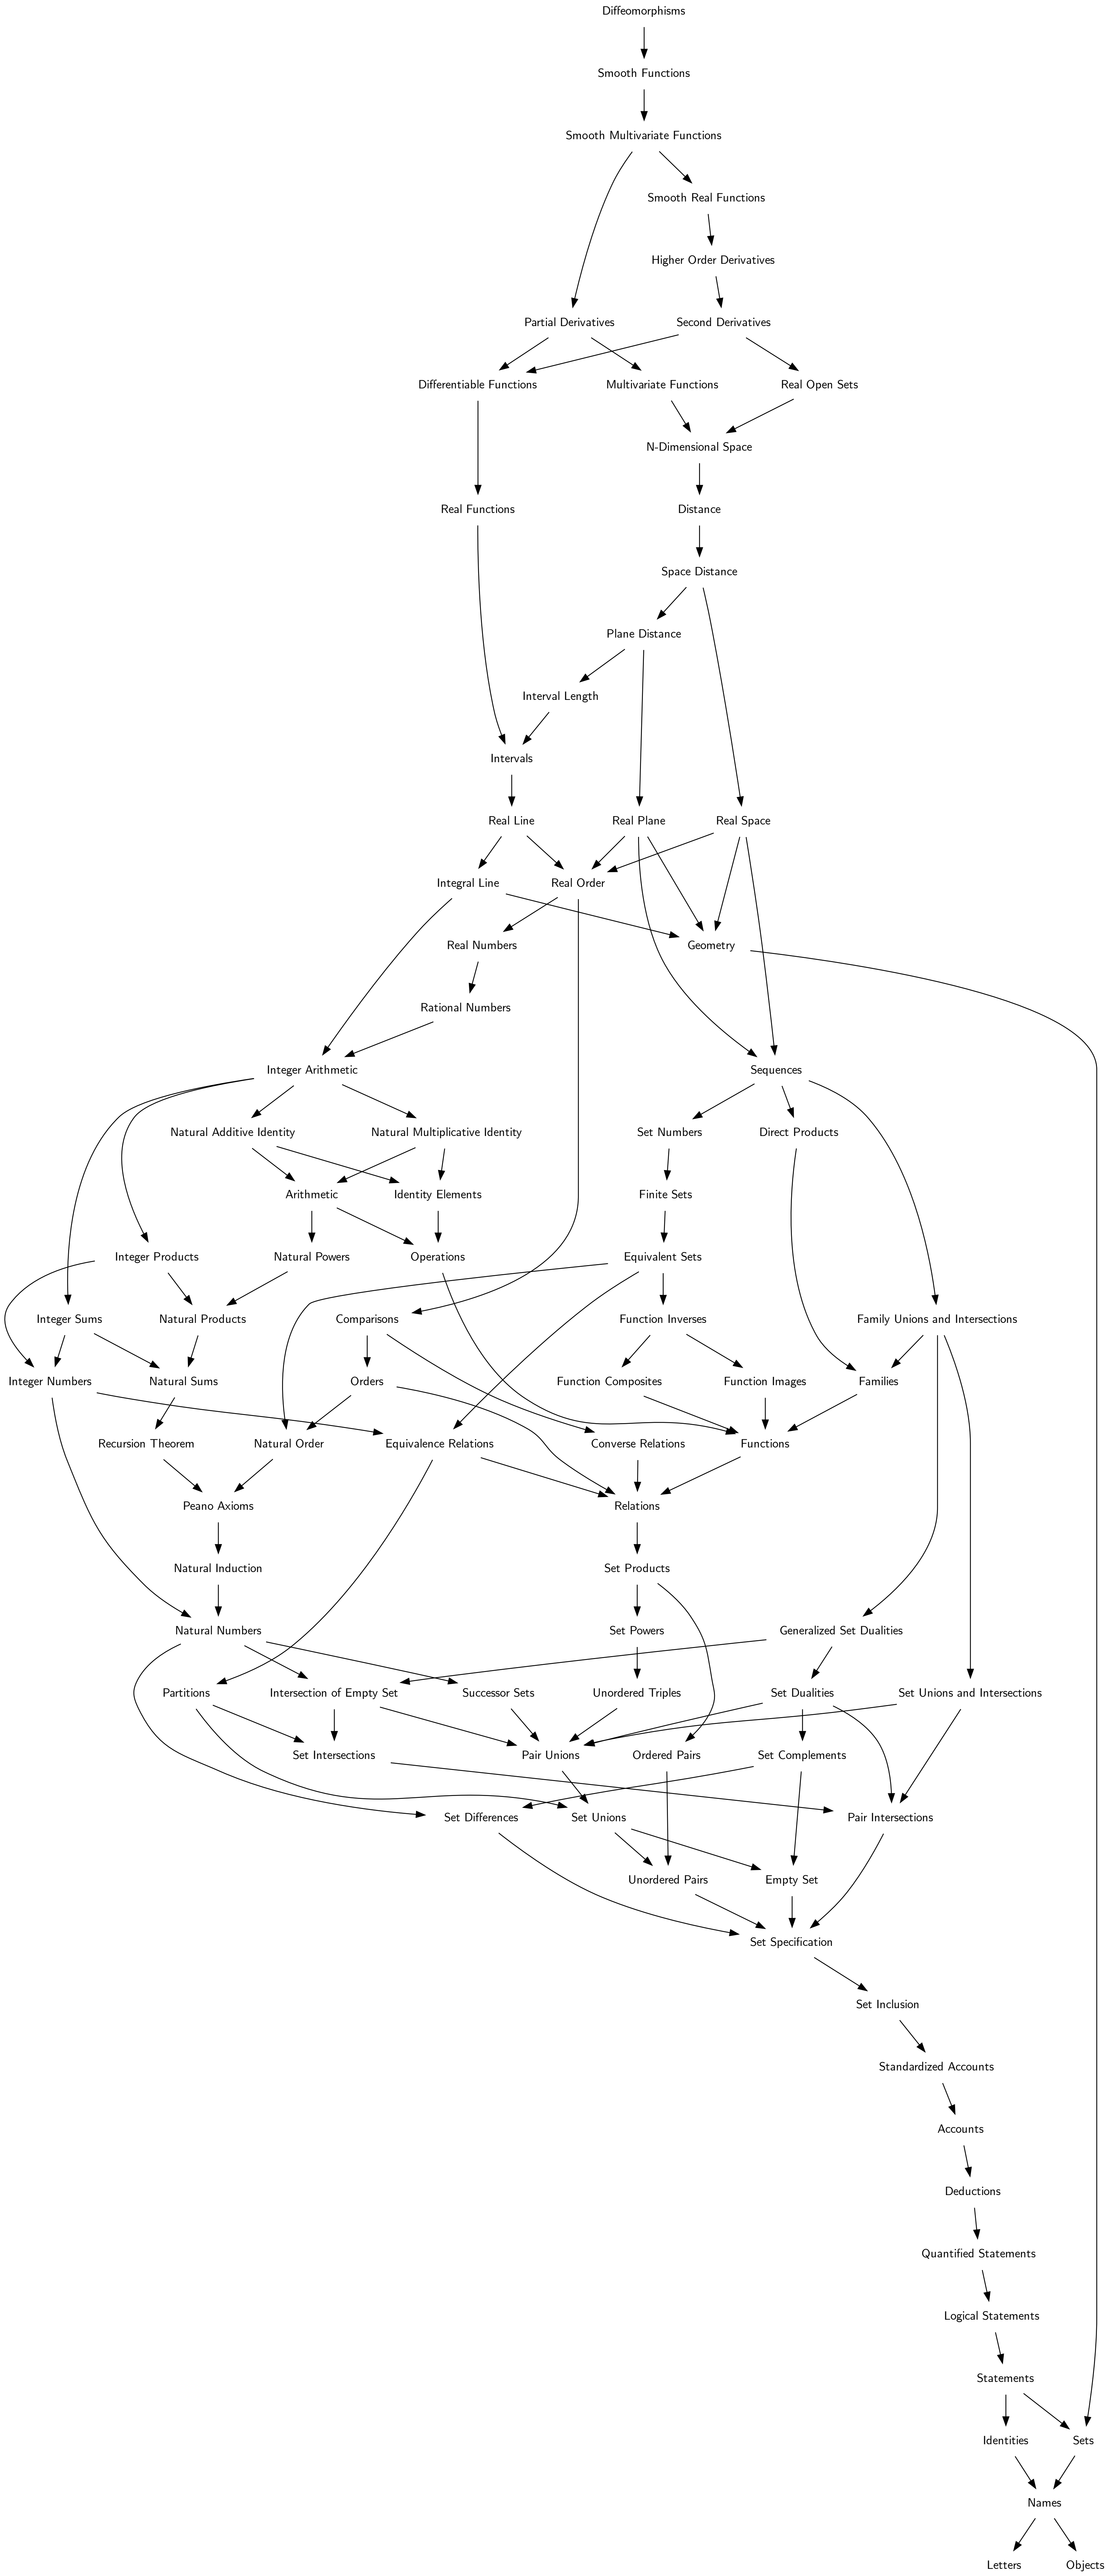 Diffeomorphisms
Smooth Functions
Smooth Multivariate Functions
Smooth Real Functions
Higher Order Derivatives
Partial Derivatives
Second Derivatives
Differentiable Functions
Multivariate Functions
Real Open Sets
N-Dimensional Space
Real Functions
Distance
Space Distance
Plane Distance
Interval Length
Intervals
Real Line
Real Plane
Real Space
Integral Line
Real Order
Real Numbers
Geometry
Rational Numbers
Integer Arithmetic
Sequences
Natural Additive Identity
Natural Multiplicative Identity
Set Numbers
Direct Products
Arithmetic
Identity Elements
Finite Sets
Integer Products
Natural Powers
Operations
Equivalent Sets
Integer Sums
Natural Products
Comparisons
Function Inverses
Family Unions and Intersections
Integer Numbers
Natural Sums
Orders
Function Composites
Function Images
Families
Recursion Theorem
Natural Order
Equivalence Relations
Converse Relations
Functions
Peano Axioms
Relations
Natural Induction
Set Products
Natural Numbers
Set Powers
Generalized Set Dualities
Partitions
Intersection of Empty Set
Successor Sets
Unordered Triples
Set Dualities
Set Unions and Intersections
Set Intersections
Pair Unions
Ordered Pairs
Set Complements
Set Differences
Set Unions
Pair Intersections
Unordered Pairs
Empty Set
Set Specification
Set Inclusion
Standardized Accounts
Accounts
Deductions
Quantified Statements
Logical Statements
Statements
Identities
Sets
Names
Letters
Objects